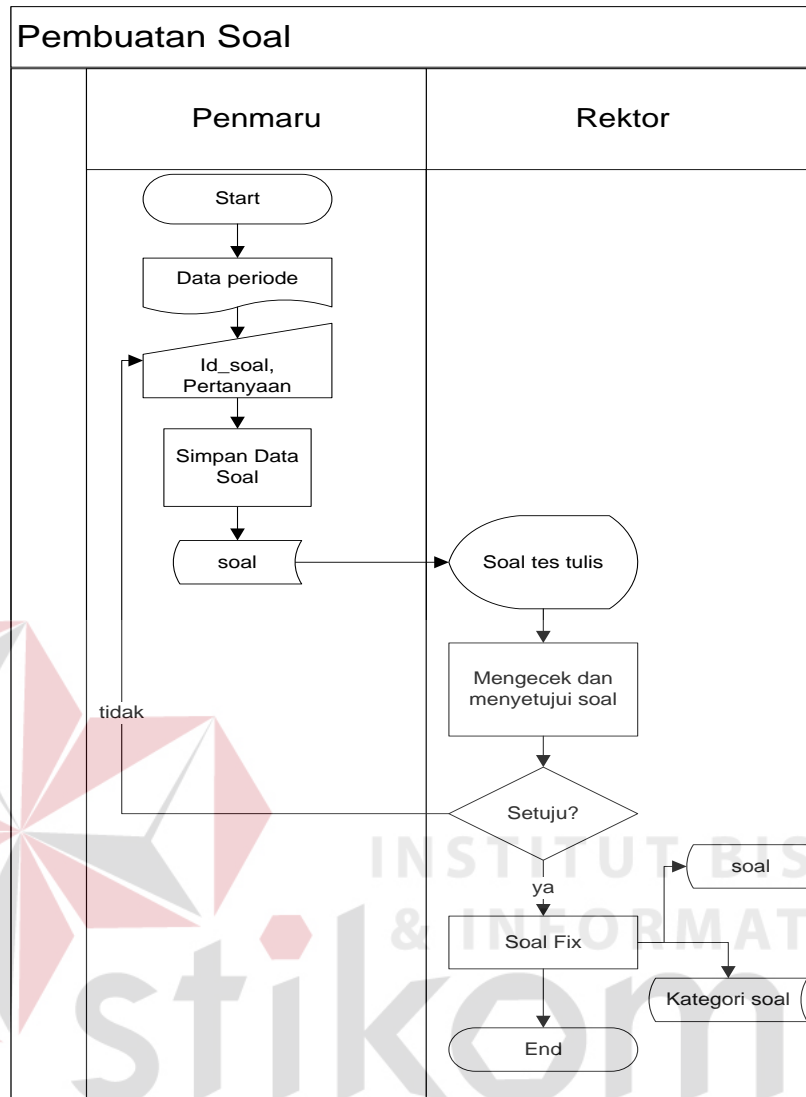 Pembuatan Soal
Penmaru
Rektor
Start
Data periode
Id_soal,
Pertanyaan
Simpan Data
Soal
soal
Soal tes tulis
Mengecek dan
menyetujui soal
tidak
Setuju?
INSTITUT BIS
soal
ya
& INFORMAT
Soal Fix
Kategori soal
stikom
End